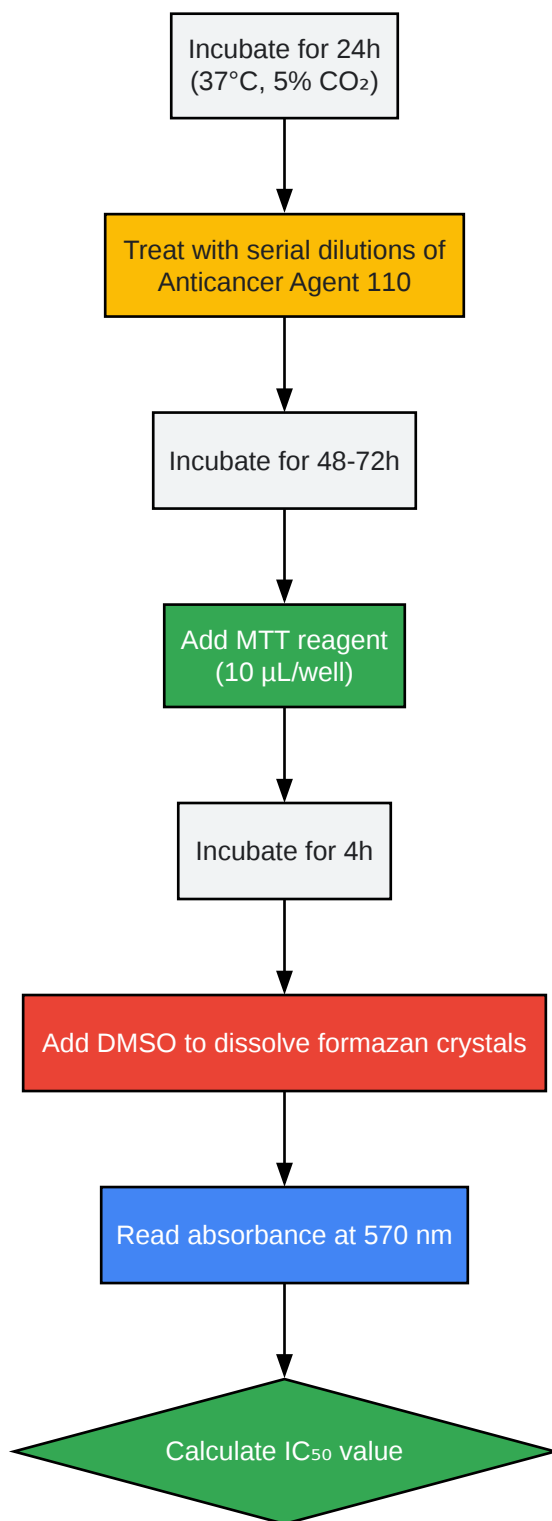 Incubate for 24h
(37°C, 5% CO₂)
Treat with serial dilutions of
Anticancer Agent 110
Incubate for 48-72h
Add MTT reagent
(10 µL/well)
Incubate for 4h
Add DMSO to dissolve formazan crystals
Read absorbance at 570 nm
Calculate IC₅₀ value